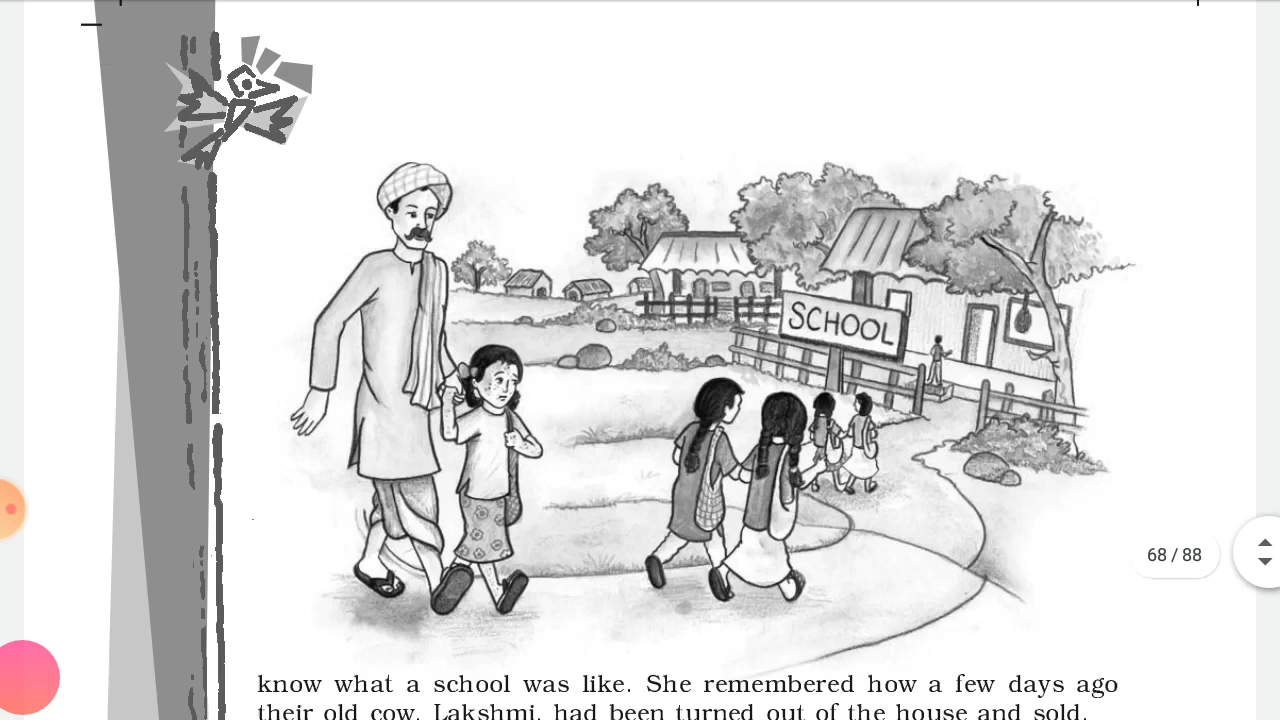 SCHOOL
68 / 88
know what a school was like. She remembered how a few days ago
their old cow, Lakshmi, had been turned out of the house and sold.